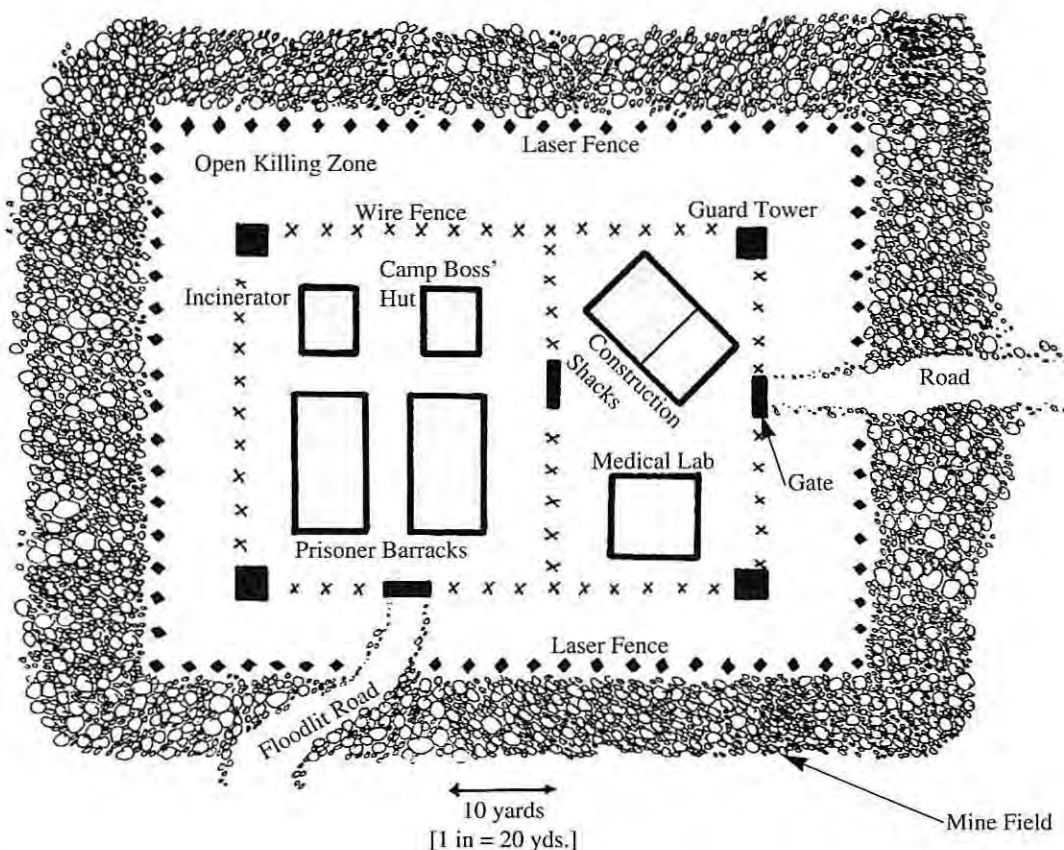 Laser Fence
Open Killing Zone
Wire Fence
Guard Tower
Incinerator
Camp Boss'
Hut
Construction
Shacks
Road
Medical Lab
Gate
Prisoner Barracks
Laser Fence
Floodlit Road
10 yards
[1 in = 20 yds.]
Mine Field